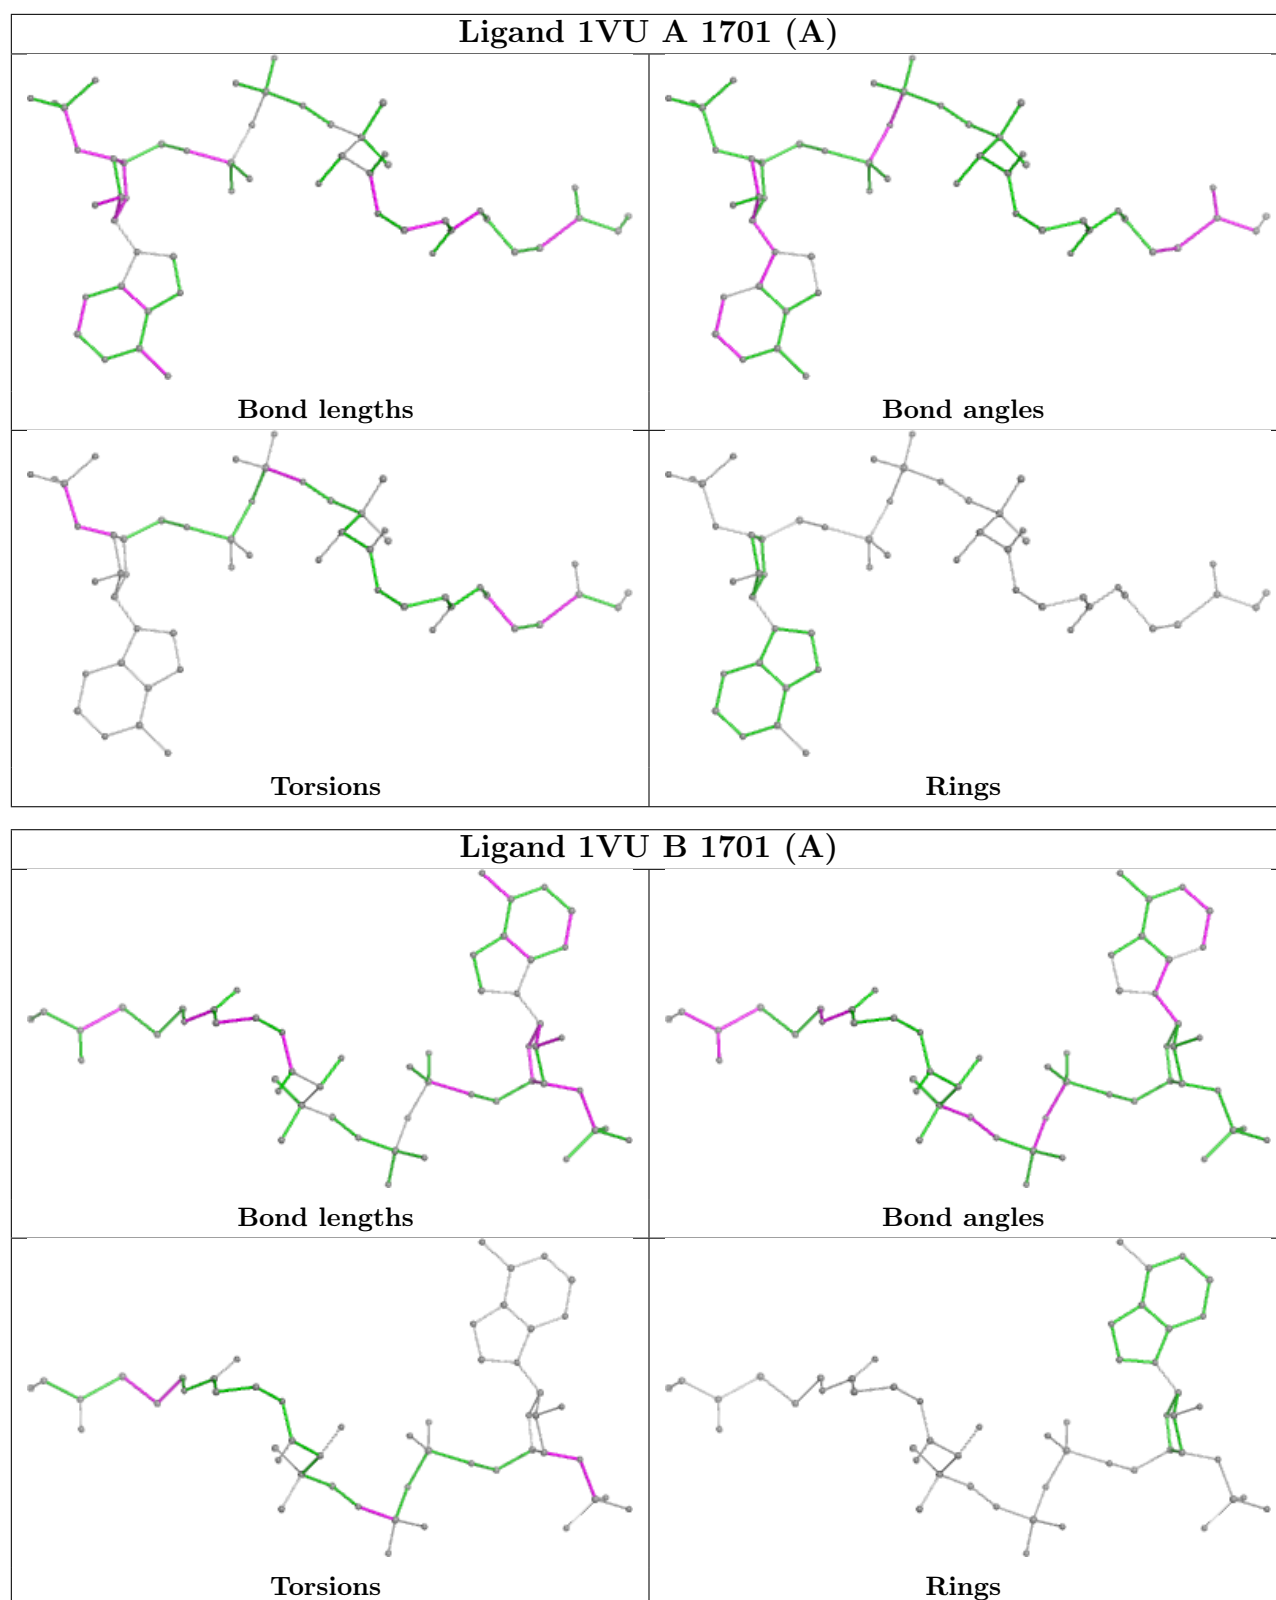 Ligand 1VU A 1701 (A)
Bond lengths
Bond angles
Torsions
Rings
Ligand 1VU B 1701 (A)
Bond lengths
Bond angles
Torsions
Rings